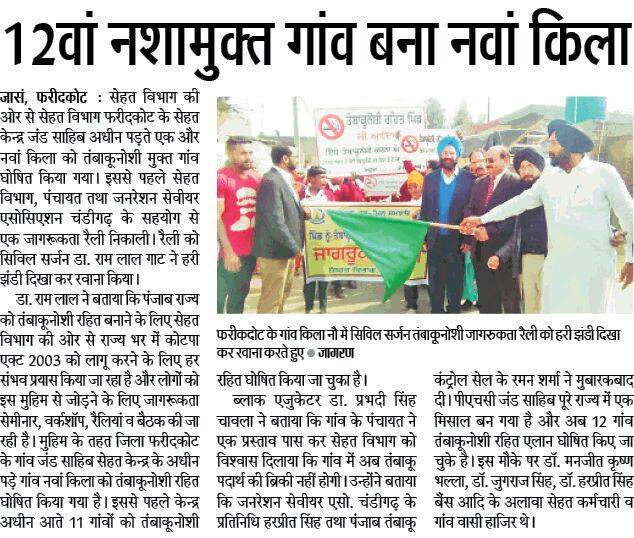 12वां नशामुक्त गांव बना नवां किला
जासं, फरीदकोट : सेहत विभाग की
ओर से सेहत विभाग फरीदकोट के सेहत
केन्द्र जंड साहिब अधीन पड़ते एक और
नवां किला को तंबाकूनोशी मुक्त गांव
घोषित किया गया। इससे पहले सेहत
विभाग, पंचायत तथा जनरेशन सेवीयर
एसोसिएशन चंडीगढ़ के सहयोग से
एक जागरूकता रैली निकाली। रैली को
सिविल सर्जन डा. राम लाल गाट ने हरी
झंडी दिखा कर रवाना किया।
डा. राम लाल ने बताया कि पंजाब राज्य
को तंबाकूनोशी रहित बनाने के लिए सेहत
विभाग की ओर से राज्य भर में कोटपा
एक्ट 2003 को लागू करने के लिए हर
संभव प्रयास किया जा रहा है और लोगों को
इस मुहिम से जोड़ने के लिए जागरूकता
सेमीनार, वर्कशॉप, रैलियां व बैठक की जा
रही है। मुहिम के तहत जिला फरीदकोट
के गांव जंड साहिब सेहत केन्द्र के अधीन
पड़े गांव नवां किला को तंबाकूनोशी रहित
घोषित किया गया है। इससे पहले केन्द्र
अधीन आते 11 गांवों को तंबाकूनोशी
ਤੰਬਾਕੂਨੋਸ਼ੀ ਰਹਿਤ ਪਿੰਡ
ਜੀ ਆਇਆਂ
ਇੱਥੇ ਤੰਬਾਕੂਨੋਸ਼ੀ ਕਰਨਾ
ਪਿੰਡ ਨੂੰ ਤੰਬਾਕੂ
ਜਾਗਰੂਕ
ਸਿਹਤ ਵਿਭਾਗ
फरीकदोट के गांव किला नौ में सिविल सर्जन तंबाकूनोशी जागरुकता रैली को हरी झंडी दिखा
कर रवाना करते हुए ● जागरण
रहित घोषित किया जा चुका है।
ब्लाक एजुकेटर डा. प्रभदी सिंह
चावला ने बताया कि गांव के पंचायत ने
एक प्रस्ताव पास कर सेहत विभाग को
विश्वास दिलाया कि गांव में अब तंबाकू
पदार्थ की ब्रिकी नहीं होगी। उन्होंने बताया
कि जनरेशन सेवीयर एसो. चंडीगढ़ के
प्रतिनिधि हरप्रीत सिंह तथा पंजाब तंबाकू
कंट्रोल सेल के रमन शर्मा ने मुबारकबाद
दी। पीएचसी जंड साहिब पूरे राज्य में एक
मिसाल बन गया है और अब 12 गांव
तंबाकूनोशी रहित एलान घोषित किए जा
चुके है। इस मौके पर डॉ. मनजीत कृष्ण
भल्ला, डॉ. जुगराज सिंह, डॉ. हरप्रीत सिंह
बैंस आदि के अलावा सेहत कर्मचारी व
गांव वासी हाजिर थे।